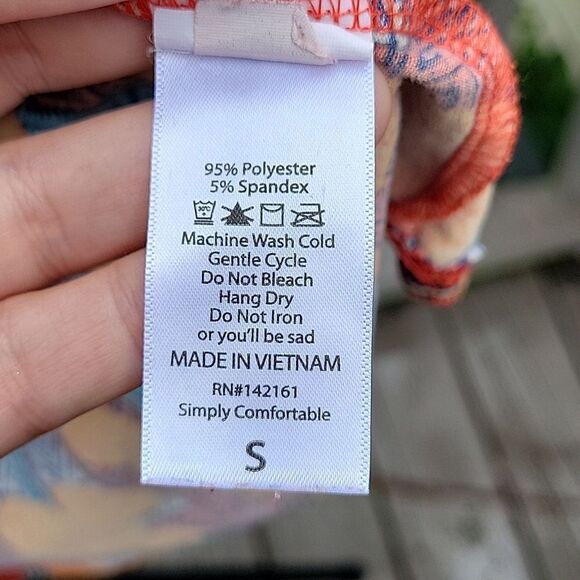 95% Polyester
5% Spandex
30°C
Machine Wash Cold
Gentle Cycle
Do Not Bleach
Hang Dry
Do Not Iron
or you'll be sad
MADE IN VIETNAM
RN#142161
Simply Comfortable
S